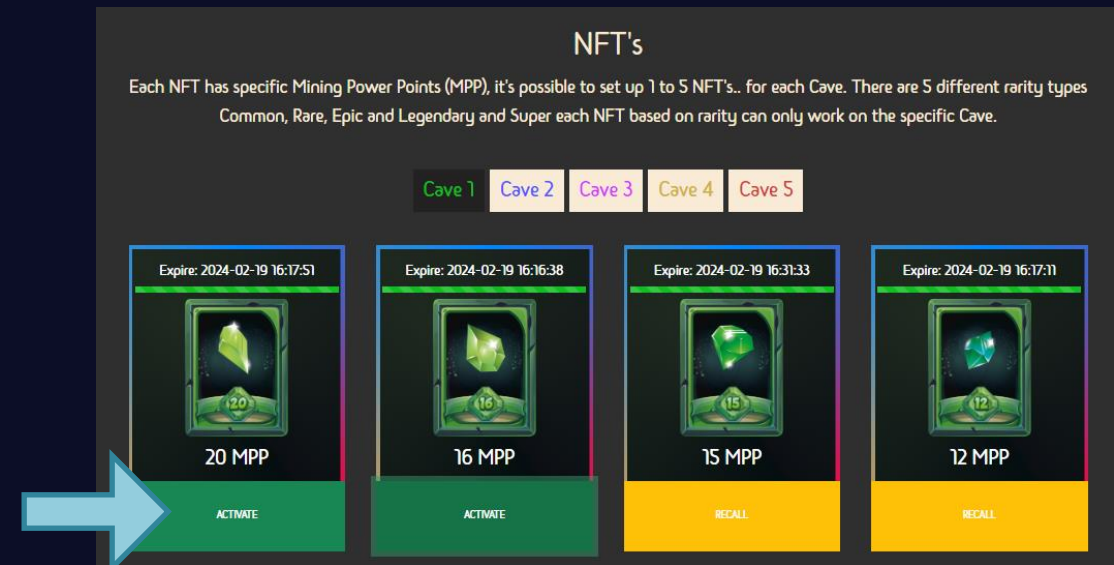 NFT's
Each NFT has specific Mining Power Points (MPP), it's possible to set up 1 to 5 NFT's.. for each Cave. There are 5 different rarity types
Common, Rare, Epic and Legendary and Super each NFT based on rarity can only work on the specific Cave.
Cave 1 Cave 2 Cave 3 Cave 4 Cave 5
Expire: 2024-02-19 16:17:51
20
20 MPP
ACTIVATE
Expire: 2024-02-19 16:16:38
16
16 MPP
ACTIVATE
Expire: 2024-02-19 16:31:33
15
15 MPP
RECALL
Expire: 2024-02-19 16:17:11
12
12 MPP
RECALL